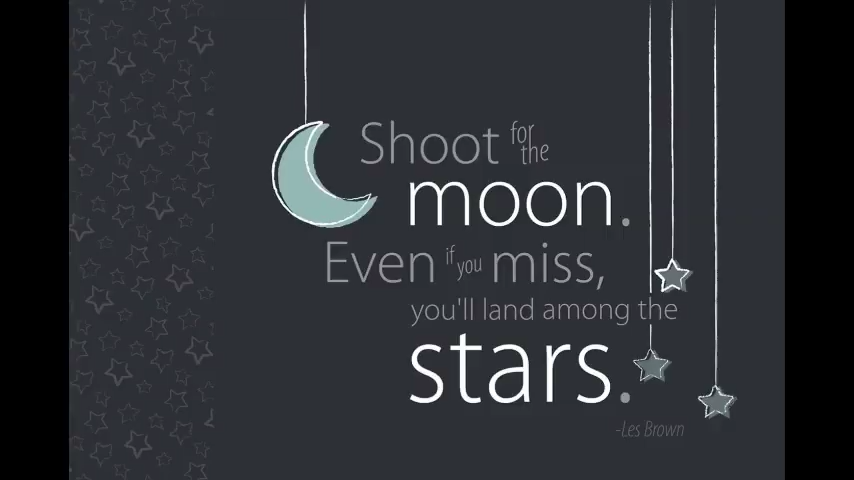 Shoot for the
moon.
Even if you miss,
you'll land among the
stars.
-Les Brown